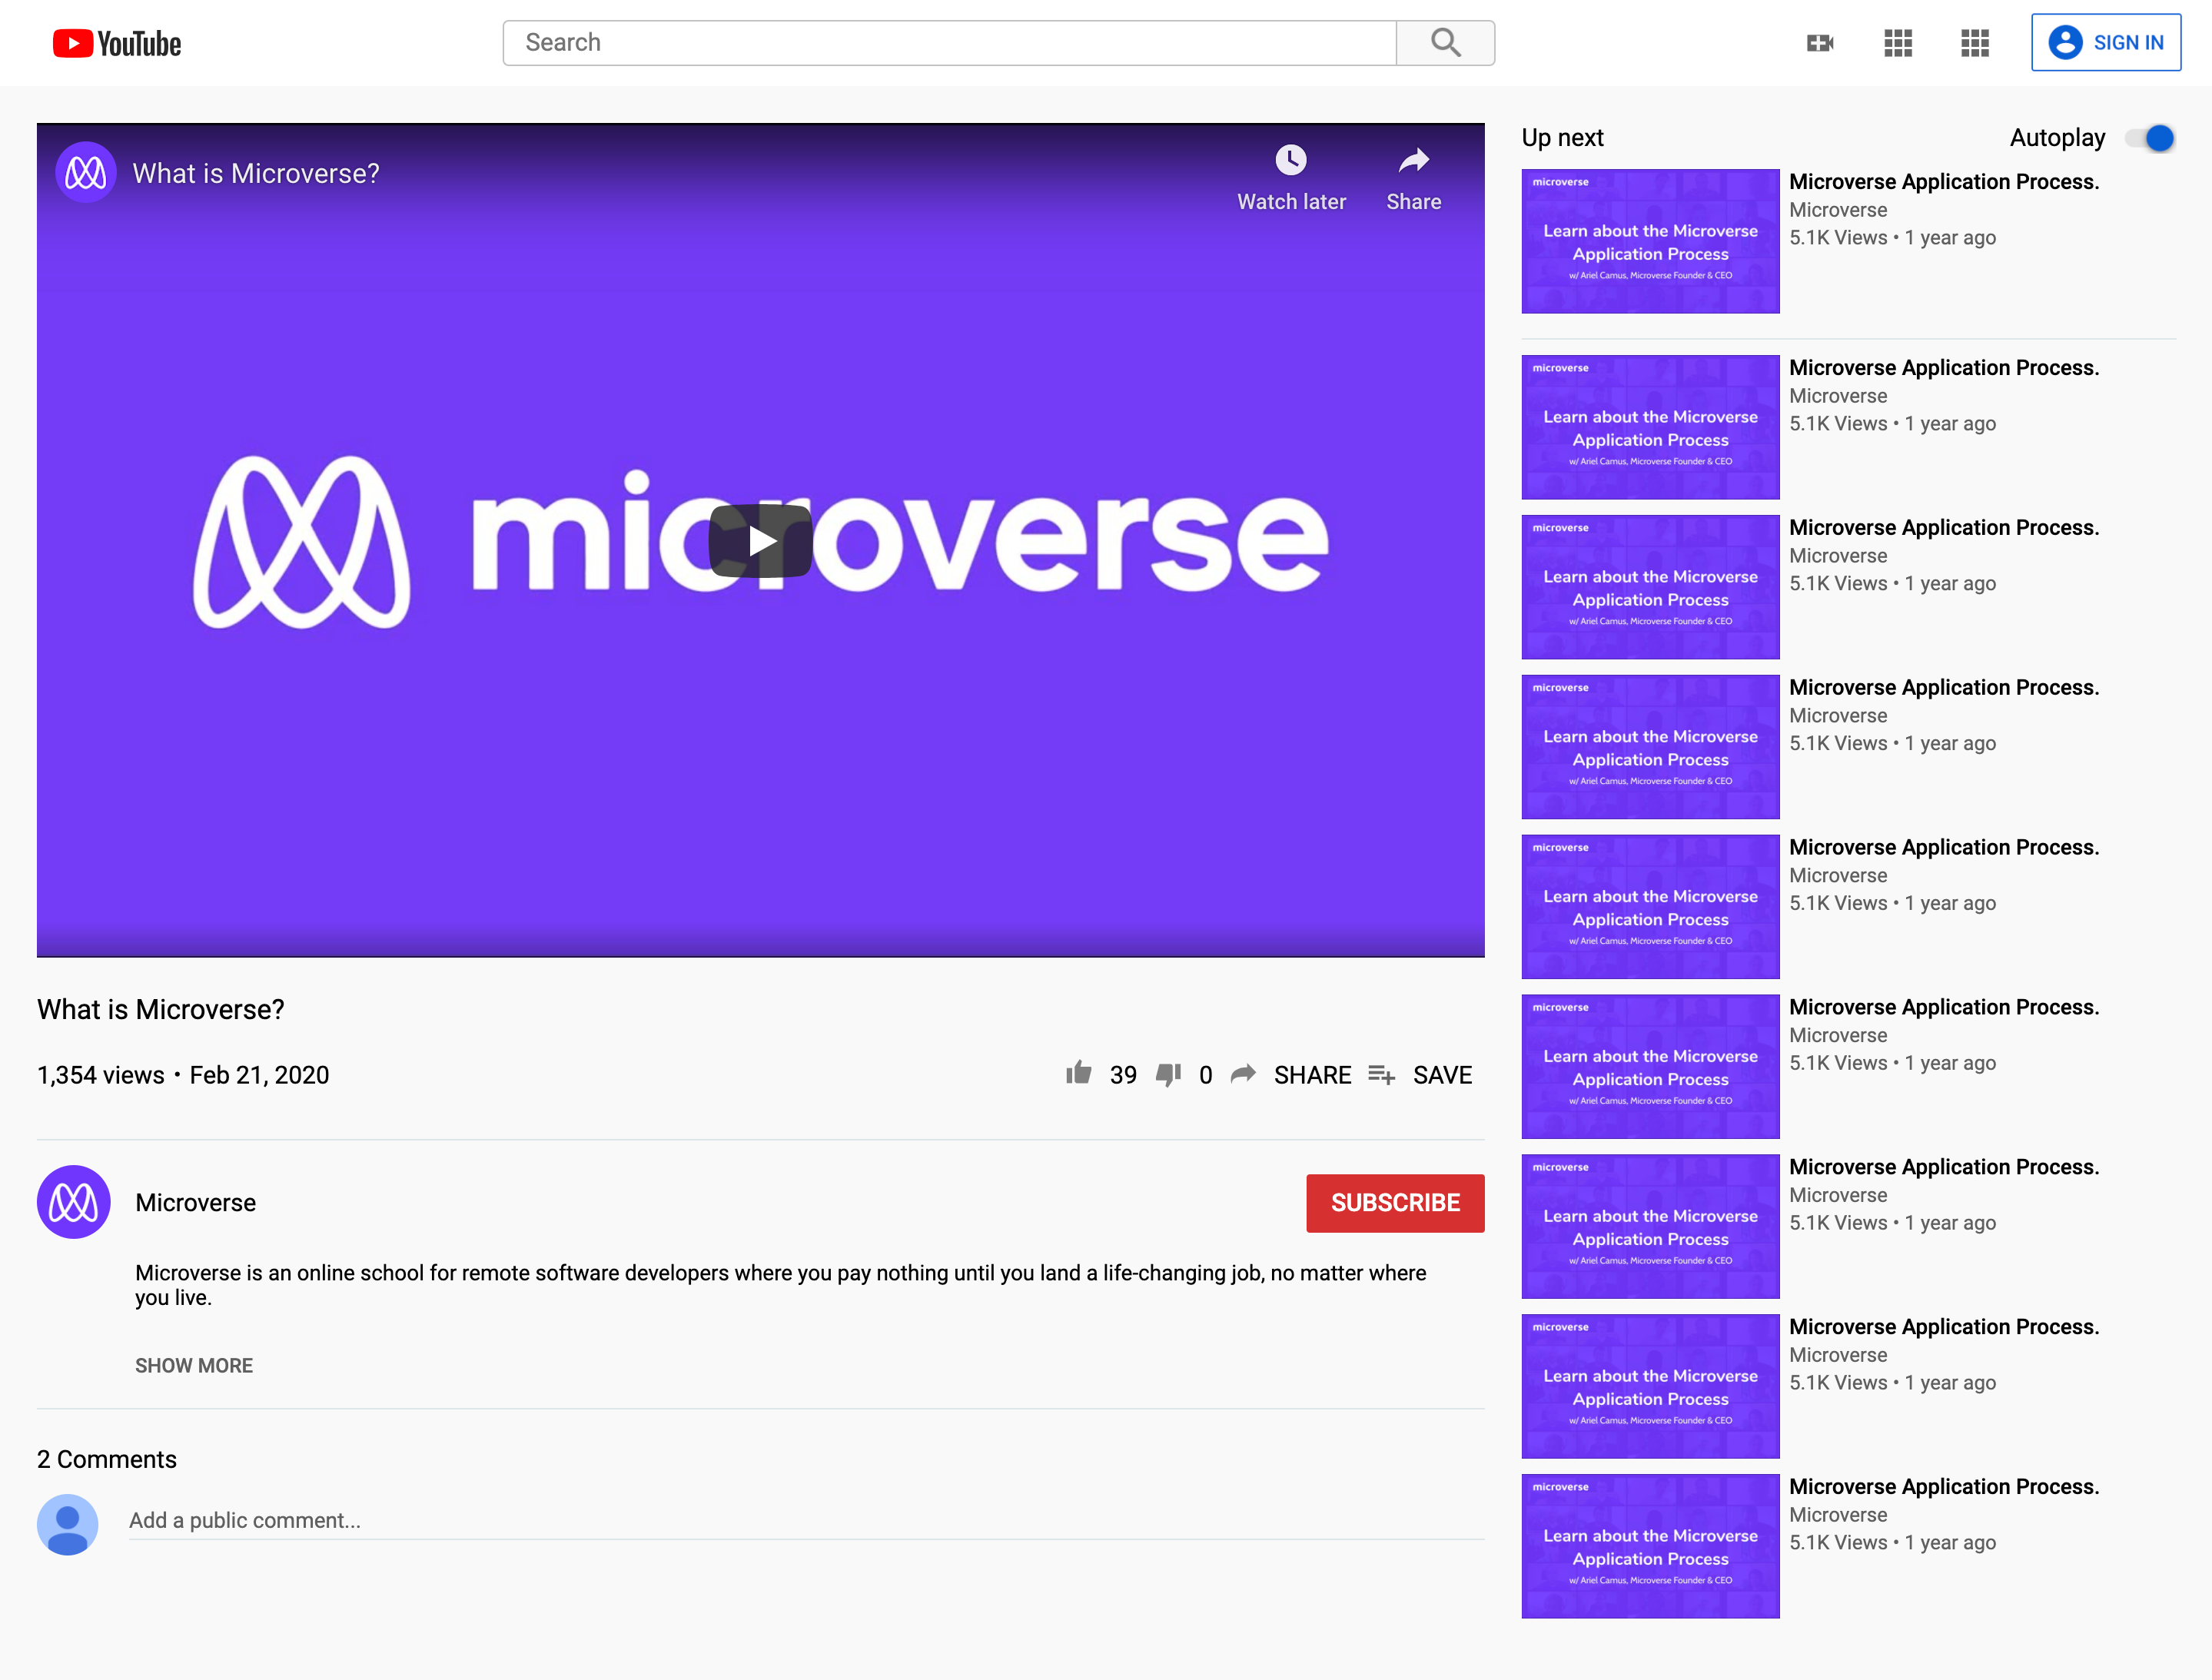 YouTube
Search
SIGN IN
What is Microverse?
Watch later
Share
microverse
What is Microverse?
1,354 views • Feb 21, 2020
39
0
SHARE
SAVE
Microverse
SUBSCRIBE
Microverse is an online school for remote software developers where you pay nothing until you land a life-changing job, no matter where
you live.
SHOW MORE
2 Comments
Add a public comment...
Up next
Autoplay
microverse
Learn about the Microverse
Application Process
w/ Ariel Camus, Microverse Founder & CEO
Microverse Application Process.
Microverse
5.1K Views • 1 year ago
microverse
Learn about the Microverse
Application Process
w/ Ariel Camus, Microverse Founder & CEO
Microverse Application Process.
Microverse
5.1K Views • 1 year ago
microverse
Learn about the Microverse
Application Process
w/ Ariel Camus, Microverse Founder & CEO
Microverse Application Process.
Microverse
5.1K Views • 1 year ago
microverse
Learn about the Microverse
Application Process
w/ Ariel Camus, Microverse Founder & CEO
Microverse Application Process.
Microverse
5.1K Views • 1 year ago
microverse
Learn about the Microverse
Application Process
w/ Ariel Camus, Microverse Founder & CEO
Microverse Application Process.
Microverse
5.1K Views • 1 year ago
microverse
Learn about the Microverse
Application Process
w/ Ariel Camus, Microverse Founder & CEO
Microverse Application Process.
Microverse
5.1K Views • 1 year ago
microverse
Learn about the Microverse
Application Process
w/ Ariel Camus, Microverse Founder & CEO
Microverse Application Process.
Microverse
5.1K Views • 1 year ago
microverse
Learn about the Microverse
Application Process
w/ Ariel Camus, Microverse Founder & CEO
Microverse Application Process.
Microverse
5.1K Views • 1 year ago
microverse
Learn about the Microverse
Application Process
w/ Ariel Camus, Microverse Founder & CEO
Microverse Application Process.
Microverse
5.1K Views • 1 year ago